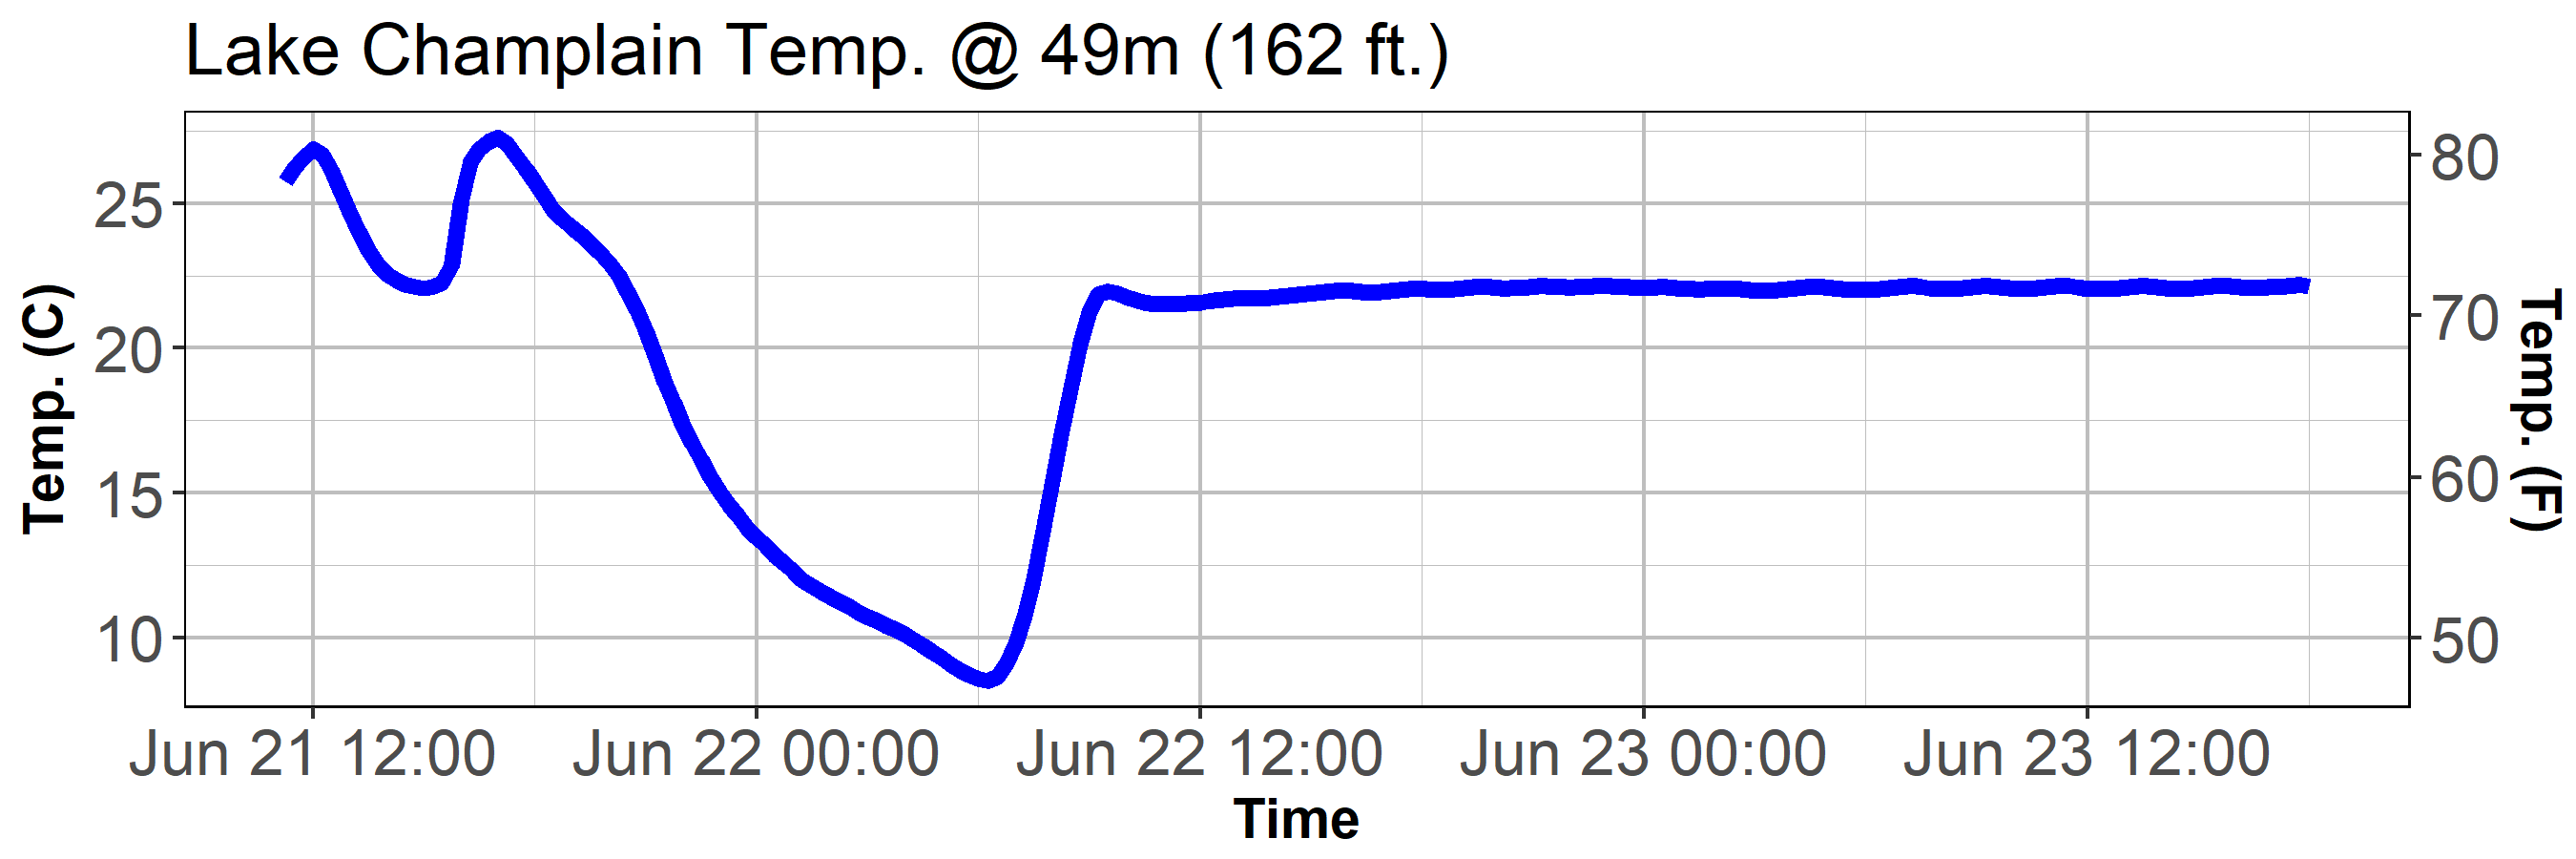 Lake Champlain Temp. @ 49m (162 ft.)
Temp. (C)
25
20
15
10
80
70
60
50
Temp. (F)
Jun 21 12:00
Jun 22 00:00
Jun 22 12:00
Jun 23 00:00
Jun 23 12:00
Time